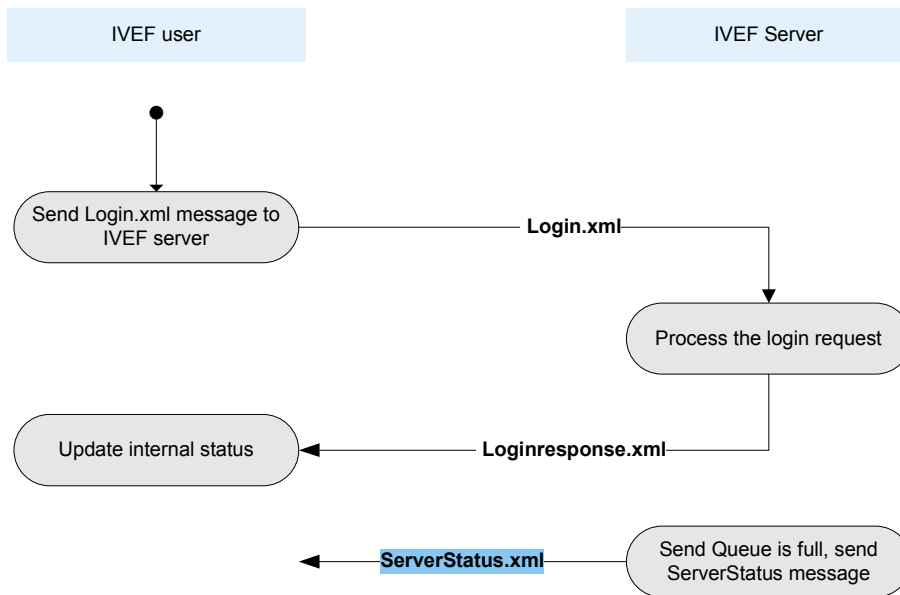 IVEF user
IVEF Server
Send Login.xml message to
IVEF server
Login.xml
Process the login request
Update internal status
Loginresponse.xml
ServerStatus.xml
Send Queue is full, send
ServerStatus message